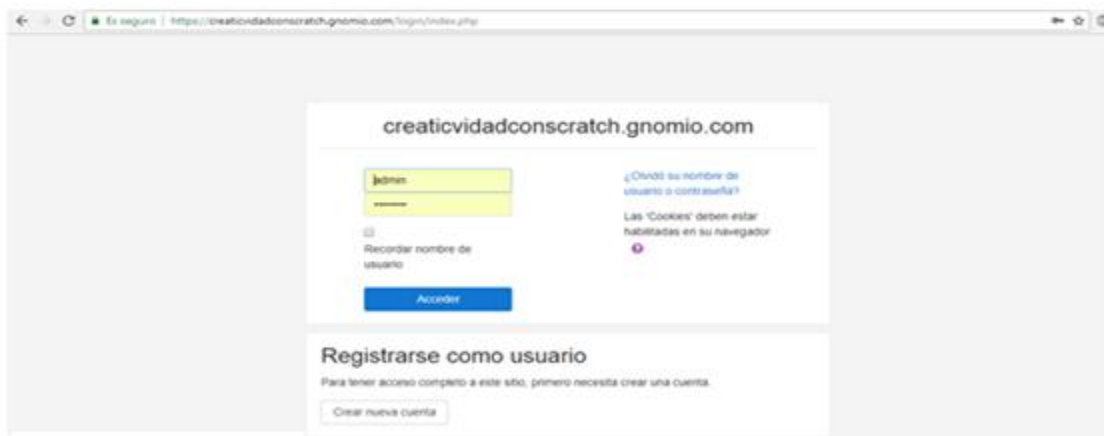 Es seguro | https://creaticvidadconscratch.gnomio.com/login/index.php
creaticvidadconscratch.gnomio.com
admin
¿Olvidó su nombre de
usuario o contraseña?
Las 'Cookies' deben estar
habilitadas en su navegador
Recordar nombre de
usuario
Acceder
Registrarse como usuario
Para tener acceso completo a este sitio, primero necesita crear una cuenta.
Crear nueva cuenta